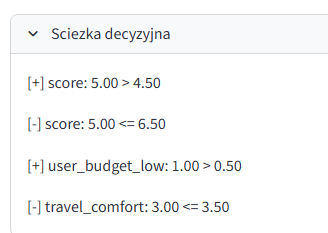 Sciezka decyzyjna
[+] score: 5.00 > 4.50
[-] score: 5.00 <= 6.50
[+] user_budget_low: 1.00 > 0.50
[-] travel_comfort: 3.00 <= 3.50